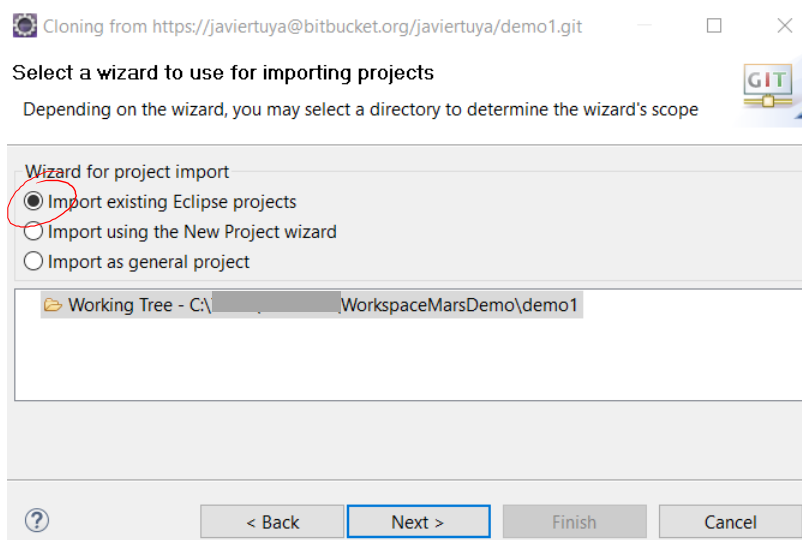 Cloning from https://javiertuya@bitbucket.org/javiertuya/demo1.git
Select a wizard to use for importing projects
GIT
Depending on the wizard, you may select a directory to determine the wizard's scope
Wizard for project import
Import existing Eclipse projects
Import using the New Project wizard
Import as general project
Working Tree - C:\ WorkspaceMarsDemo\demo1
?
< Back
Next >
Finish
Cancel